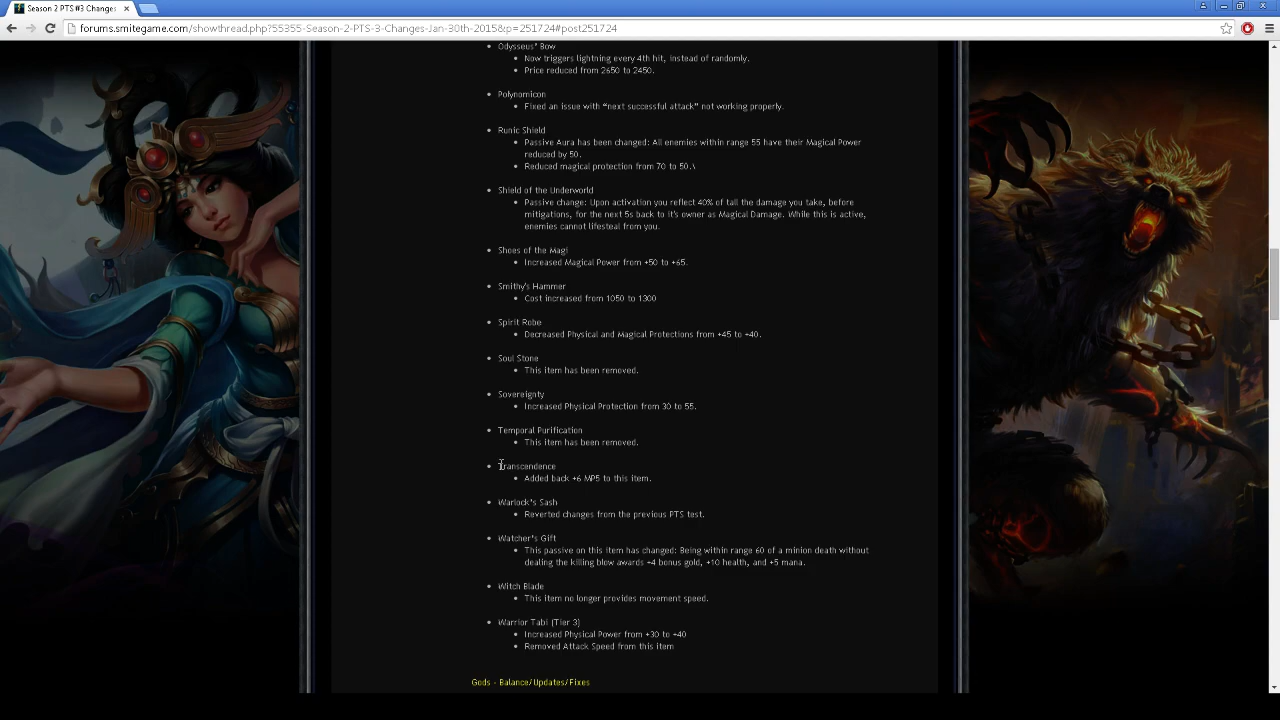 Season 2 PTS #3 Changes
forums.smitegame.com/showthread.php?55355-Season-2-PTS-3-Changes-Jan-30th-2015&p=251724#post251724
Odysseus' Bow
Now triggers lightning every 4th hit, instead of randomly.
Price reduced from 2650 to 2450.
Polynomicon
Fixed an issue with “next successful attack” not working properly.
Runic Shield
Passive Aura has been changed: All enemies within range 55 have their Magical Power
reduced by 50.
Reduced magical protection from 70 to 50.\
Shield of the Underworld
Passive change: Upon activation you reflect 40% of tall the damage you take, before
mitigations, for the next 5s back to it's owner as Magical Damage. While this is active,
enemies cannot lifesteal from you.
Shoes of the Magi
Increased Magical Power from +50 to +65.
Smithy's Hammer
Cost increased from 1050 to 1300
Spirit Robe
Decreased Physical and Magical Protections from +45 to +40.
Soul Stone
This item has been removed.
Sovereignty
Increased Physical Protection from 30 to 55.
Temporal Purification
This item has been removed.
Transcendence
Added back +6 MP5 to this item.
Warlock's Sash
Reverted changes from the previous PTS test.
Watcher's Gift
This passive on this item has changed: Being within range 60 of a minion death without
dealing the killing blow awards +4 bonus gold, +10 health, and +5 mana.
Witch Blade
This item no longer provides movement speed.
Warrior Tabi (Tier 3)
Increased Physical Power from +30 to +40
Removed Attack Speed from this item
Gods - Balance/Updates/Fixes